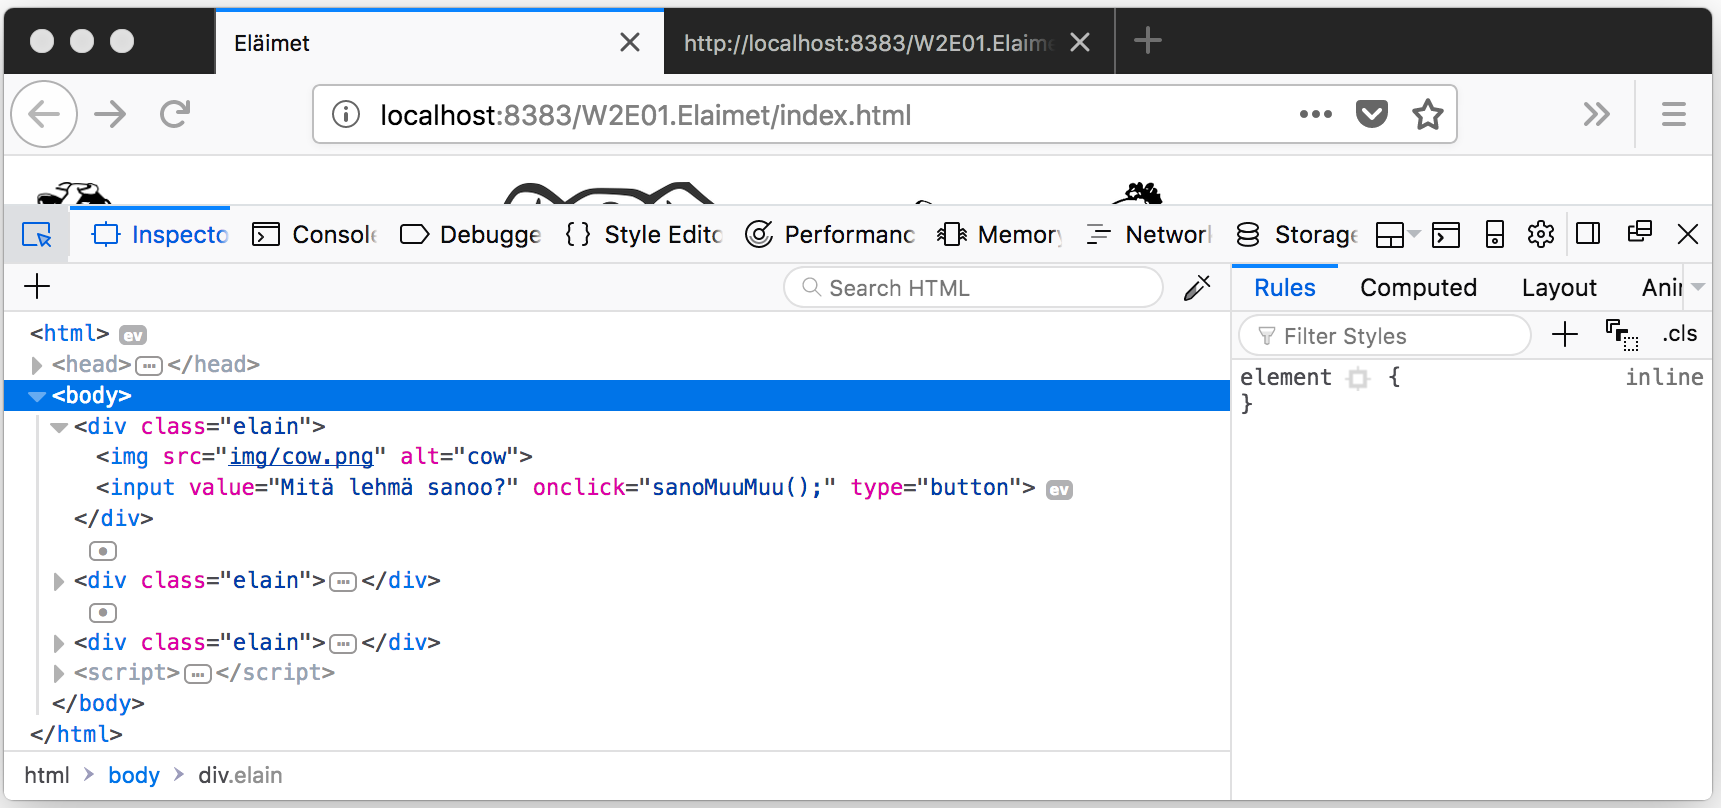 Eläimet
http://localhost:8383/W2E01.Elaime
localhost:8383/W2E01.Elaimet/index.html
Inspecto Console Debugge {} Style Edito Performanc Memory Network Storage
Search HTML
Rules Computed Layout Ani
Filter Styles .cls
<html> ev
<head>…</head>
<body>
<div class="elain">
<img src="img/cow.png" alt="cow">
<input value="Mitä lehmä sanoo?" onclick="sanoMuuMuu();" type="button"> ev
</div>
<div class="elain">…</div>
<div class="elain">…</div>
<script>…</script>
</body>
</html>
element { inline
}
html > body > div.elain